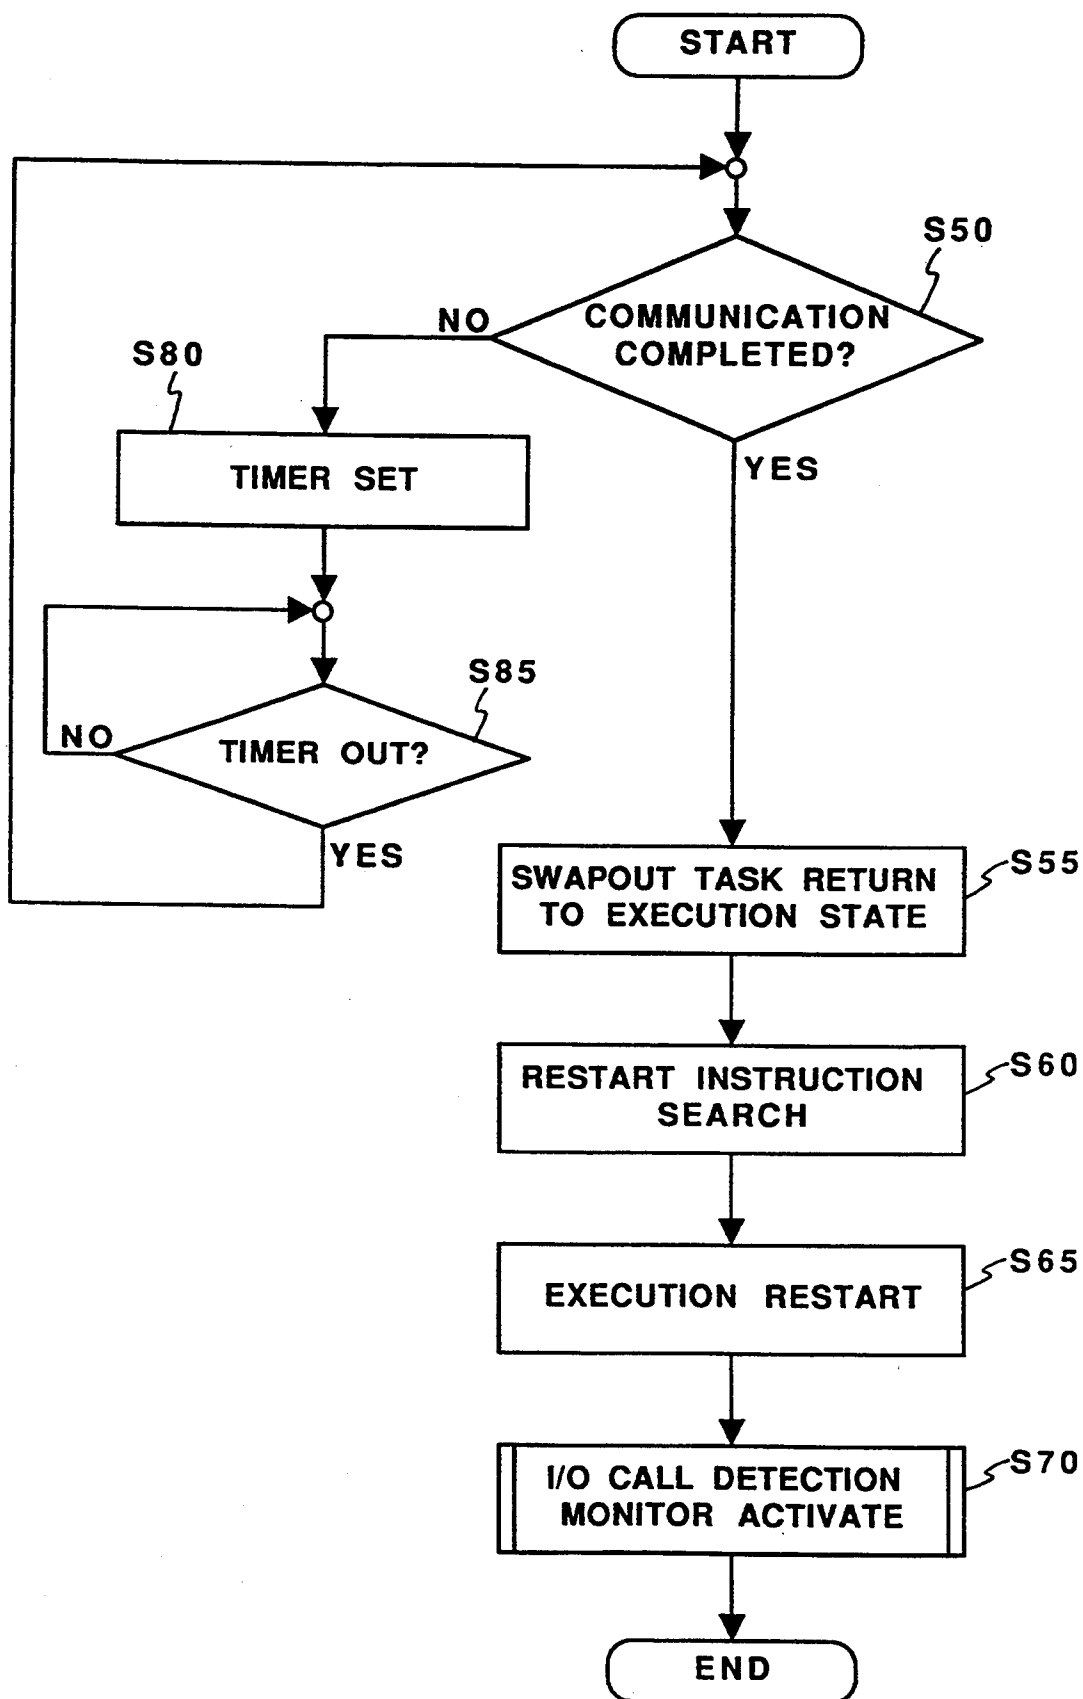 START
S50
COMMUNICATION
COMPLETED?
NO
YES
S80
TIMER SET
S85
TIMER OUT?
NO
YES
S55
SWAPOUT TASK RETURN
TO EXECUTION STATE
S60
RESTART INSTRUCTION
SEARCH
S65
EXECUTION RESTART
S70
I/O CALL DETECTION
MONITOR ACTIVATE
END